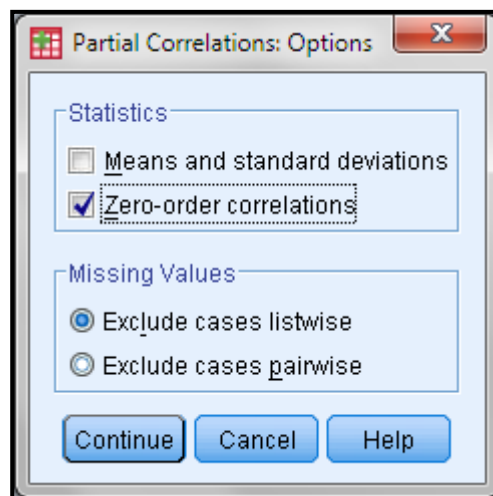 Partial Correlations: Options
Statistics
Means and standard deviations
Zero-order correlations
Missing Values
Exclude cases listwise
Exclude cases pairwise
Continue Cancel Help